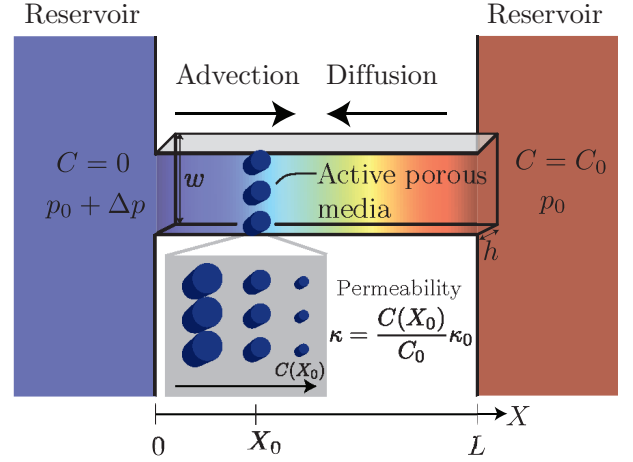 Reservoir
Reservoir
Advection
Diffusion
C = 0
p₀ + Δp
w
Active porous
media
C = C₀
p₀
h
Permeability
κ = C(X₀)/C₀ κ₀
C(X₀)
X
0
X₀
L